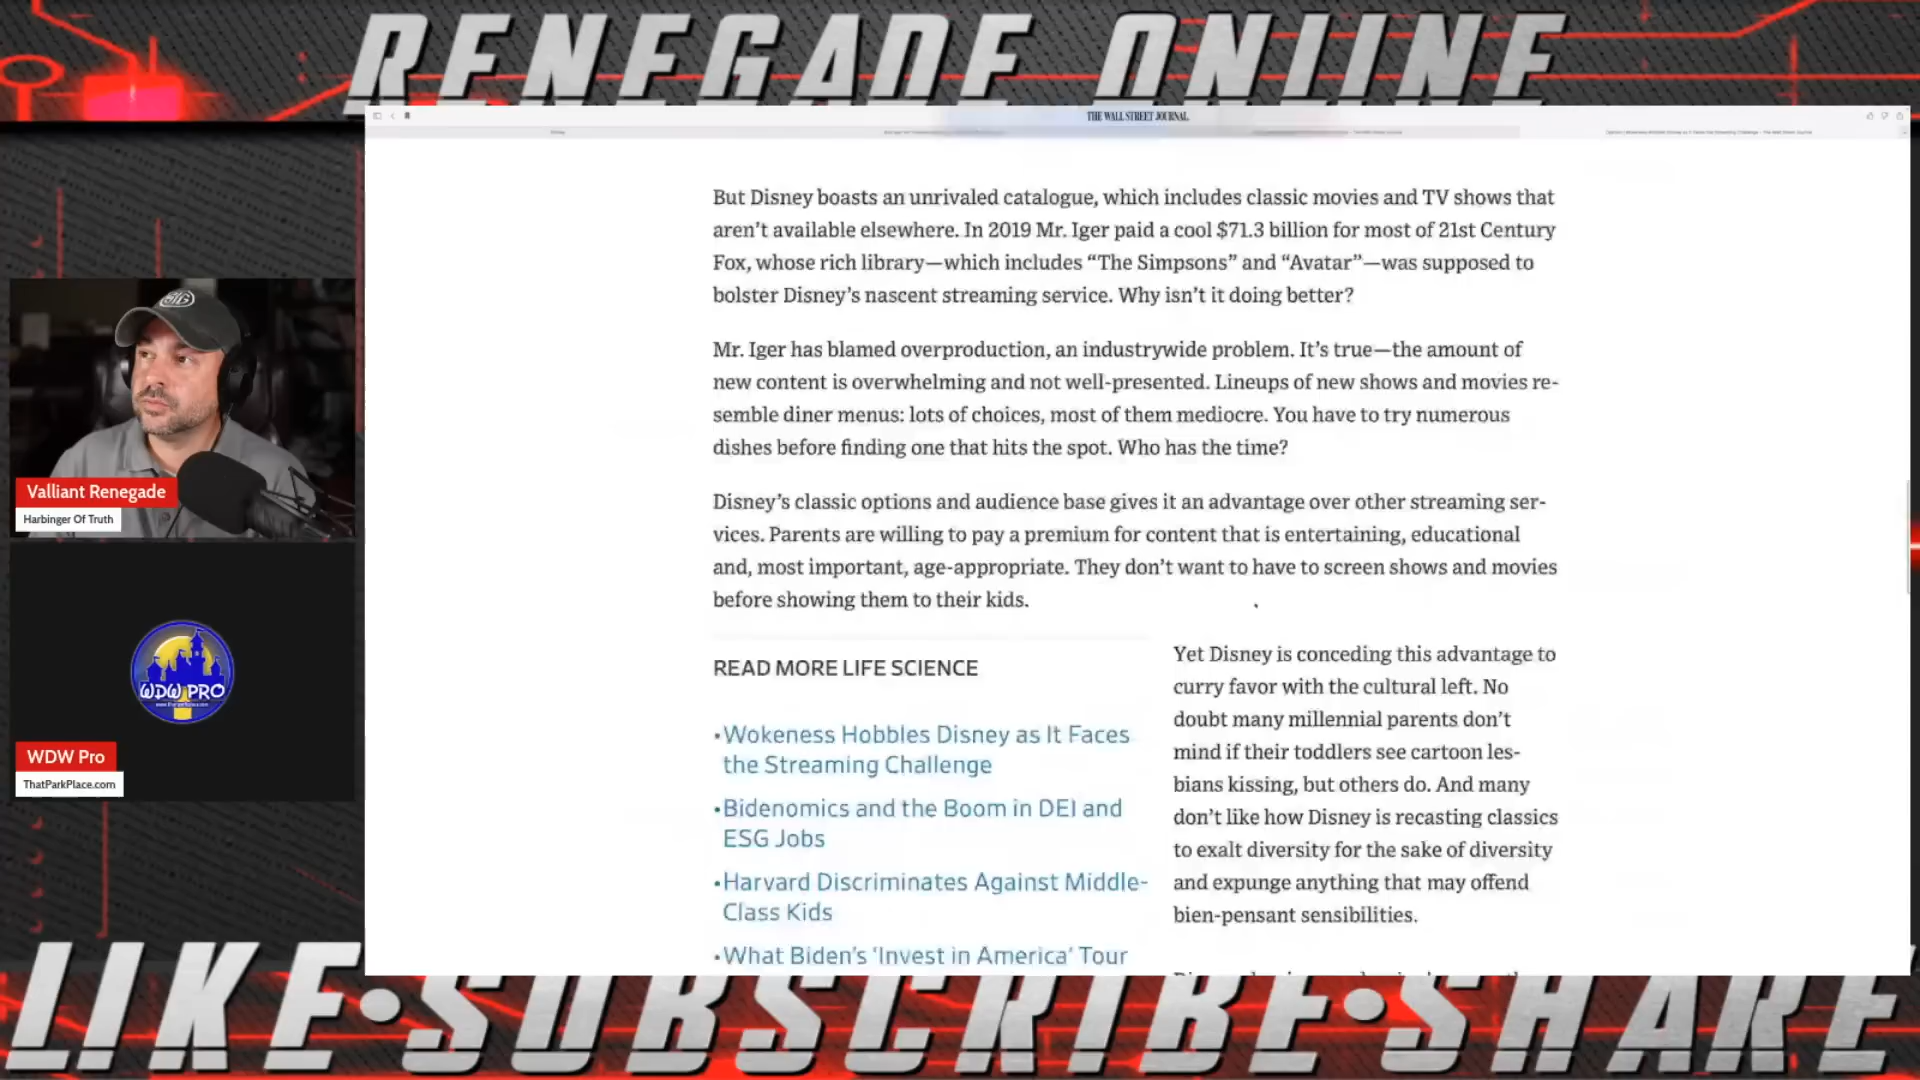 RENEGADE ONLINE
THE WALL STREET JOURNAL.
Disney
But Disney boasts an unrivaled catalogue, which includes classic movies and TV shows that
aren't available elsewhere. In 2019 Mr. Iger paid a cool $71.3 billion for most of 21st Century
Fox, whose rich library—which includes “The Simpsons” and “Avatar”—was supposed to
bolster Disney's nascent streaming service. Why isn't it doing better?
Mr. Iger has blamed overproduction, an industrywide problem. It's true—the amount of
new content is overwhelming and not well-presented. Lineups of new shows and movies re-
semble diner menus: lots of choices, most of them mediocre. You have to try numerous
dishes before finding one that hits the spot. Who has the time?
Disney's classic options and audience base gives it an advantage over other streaming ser-
vices. Parents are willing to pay a premium for content that is entertaining, educational
and, most important, age-appropriate. They don't want to have to screen shows and movies
before showing them to their kids.
READ MORE LIFE SCIENCE
•Wokeness Hobbles Disney as It Faces
the Streaming Challenge
•Bidenomics and the Boom in DEI and
ESG Jobs
•Harvard Discriminates Against Middle-
Class Kids
•What Biden's ‘Invest in America’ Tour
Yet Disney is conceding this advantage to
curry favor with the cultural left. No
doubt many millennial parents don't
mind if their toddlers see cartoon les-
bians kissing, but others do. And many
don't like how Disney is recasting classics
to exalt diversity for the sake of diversity
and expunge anything that may offend
bien-pensant sensibilities.
SIG
Valliant Renegade
Harbinger Of Truth
WDW PRO
WDW Pro
ThatParkPlace.com
LIKE•SUBSCRIBE•SHARE